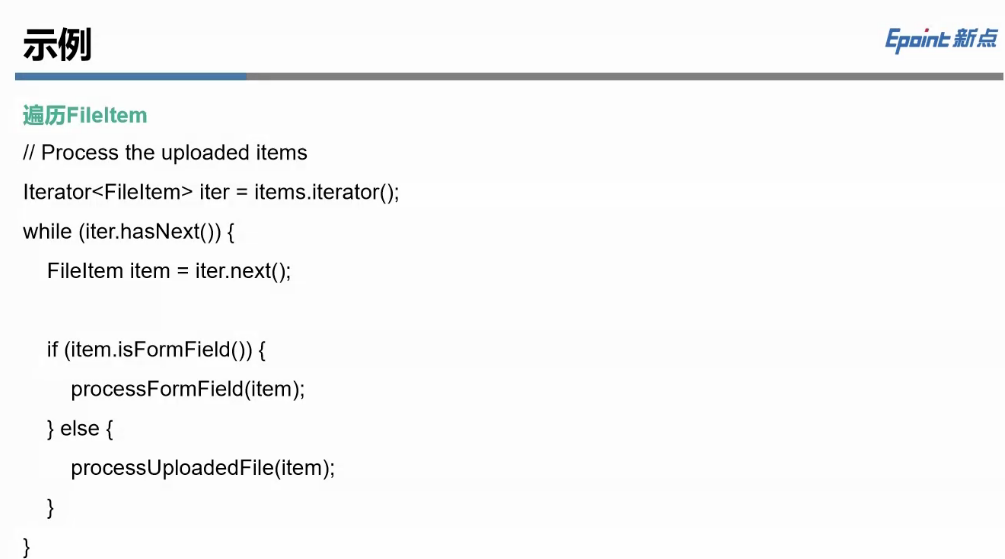 示例
Epoint 新点
遍历FileItem
// Process the uploaded items
Iterator<FileItem> iter = items.iterator();
while (iter.hasNext()) {
FileItem item = iter.next();
if (item.isFormField()) {
processFormField(item);
} else {
processUploadedFile(item);
}
}